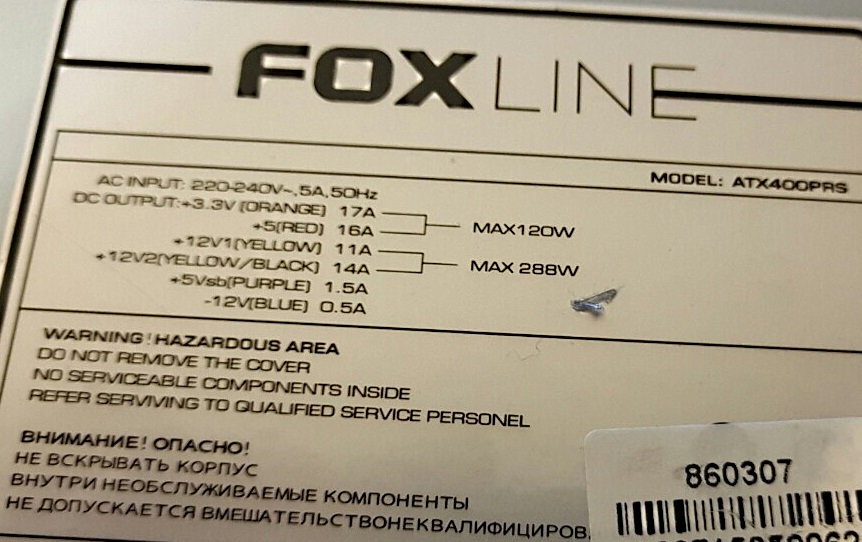 FOXLINE
MODEL: ATX400PRS
AC INPUT: 220-240V~,5A,50Hz
DC OUTPUT:+3.3V (ORANGE) 17A
+5(RED) 16A
MAX120W
+12V1(YELLOW) 11A
+12V2(YELLOW/BLACK) 14A
MAX 288W
+5Vsb(PURPLE) 1.5A
-12V(BLUE) 0.5A
WARNING!HAZARDOUS AREA
DO NOT REMOVE THE COVER
NO SERVICEABLE COMPONENTS INSIDE
REFER SERVIVING TO QUALIFIED SERVICE PERSONEL
ВНИМАНИЕ! ОПАСНО!
НЕ ВСКРЫВАТЬ КОРПУС
ВНУТРИ НЕОБСЛУЖИВАЕМЫЕ КОМПОНЕНТЫ
НЕ ДОПУСКАЕТСЯ ВМЕШАТЕЛЬСТВОНЕКВАЛИФИЦИРОВ
860307